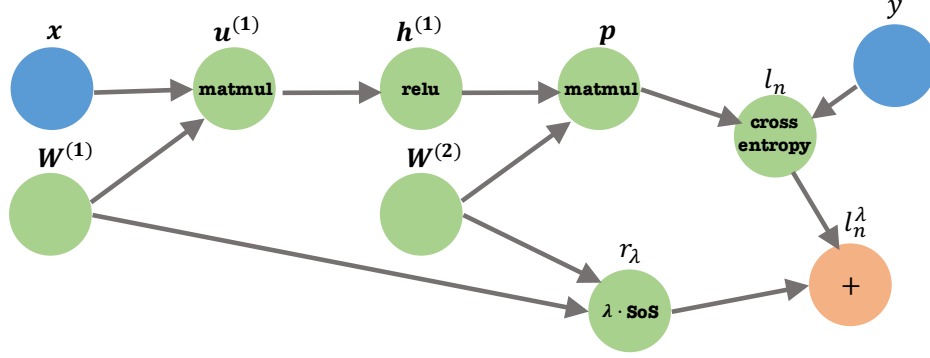 x
u^(1)
h^(1)
p
y
matmul
relu
matmul
l_n
cross
entropy
W^(1)
W^(2)
r_λ
l_n^λ
λ · SoS
+